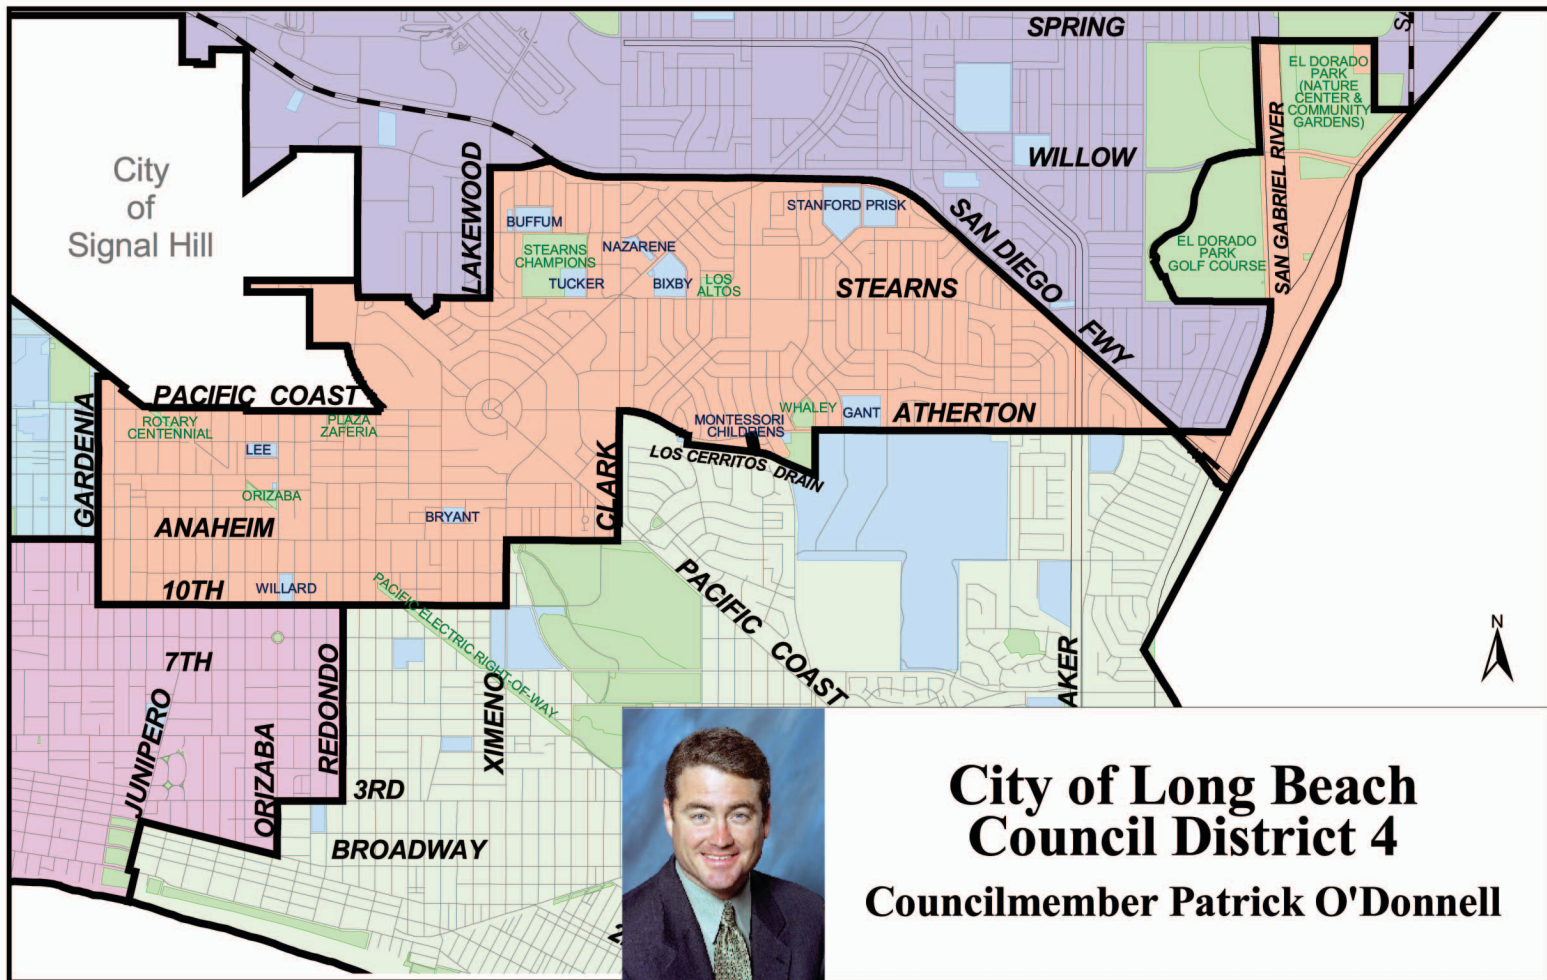 SPRING
EL DORADO
PARK
(NATURE
CENTER &
COMMUNITY
GARDENS)
City
of
Signal Hill
LAKEWOOD
WILLOW
SAN GABRIEL RIVER
BUFFUM
STANFORD
PRISK
SAN DIEGO
FWY
STEARNS
CHAMPIONS
NAZARENE
EL DORADO
PARK
GOLF COURSE
TUCKER
BIXBY
LOS
ALTOS
STEARNS
PACIFIC COAST
GARDENIA
ROTARY
CENTENNIAL
PLAZA
ZAFERIA
MONTESSORI
CHILDRENS
WHALEY
GANT
ATHERTON
LEE
CLARK
LOS CERRITOS DRAIN
ORIZABA
ANAHEIM
BRYANT
10TH
WILLARD
PACIFIC ELECTRIC RIGHT-OF-WAY
PACIFIC COAST
N
7TH
REDONDO
XIMENO
AKER
JUNIPERO
ORIZABA
3RD
BROADWAY
City of Long Beach
Council District 4
Councilmember Patrick O'Donnell